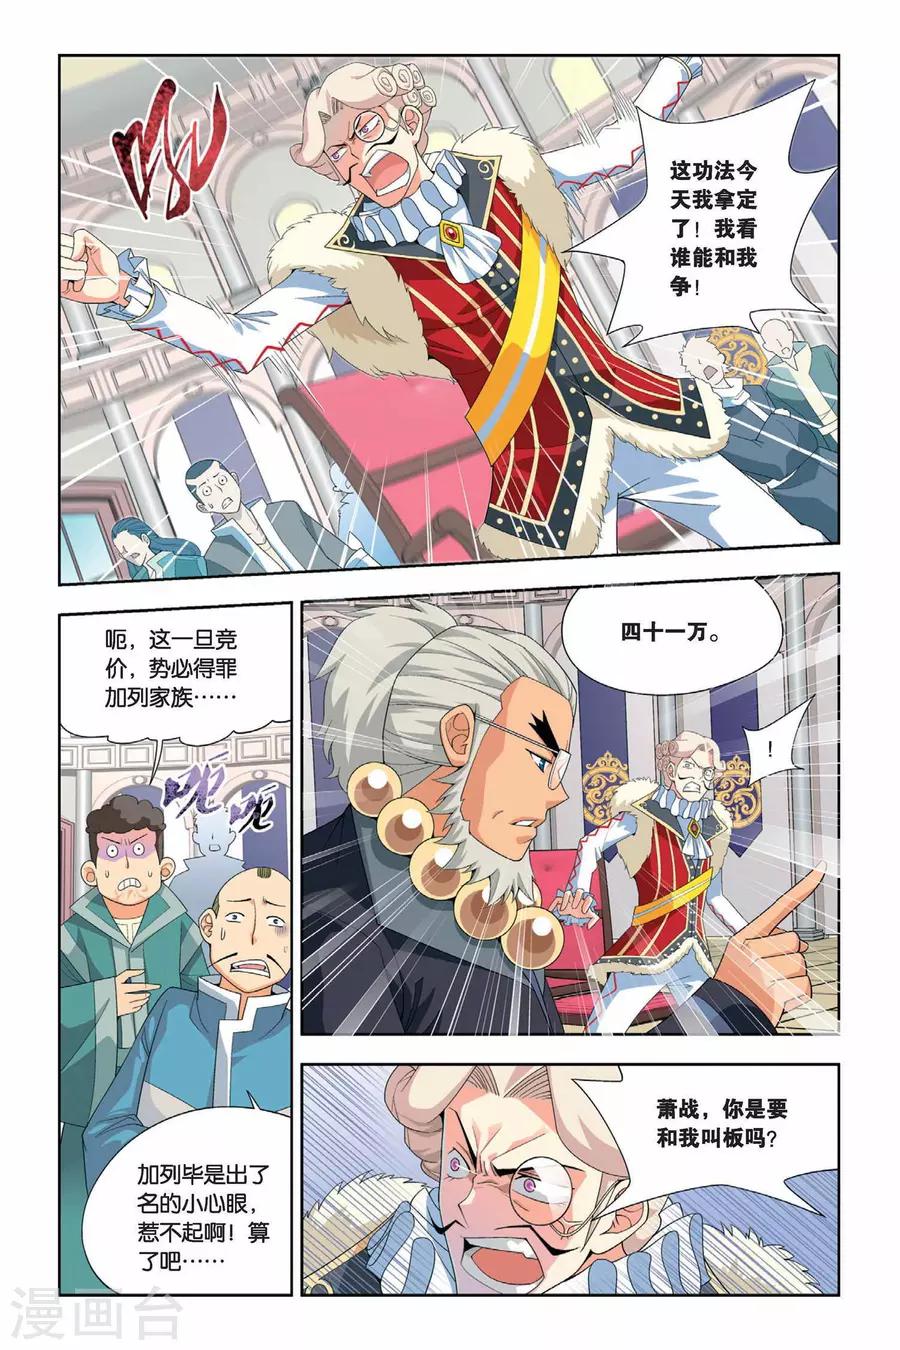 这功法今
天我拿定
了！我看
谁能和我
争！
呃，这一旦竞
价，势必得罪
加列家族……
呃
呃
加列毕是出了
名的小心眼，
惹不起啊！算
了吧……
四十一万。
！
萧战，你是要
和我叫板吗？
漫画台